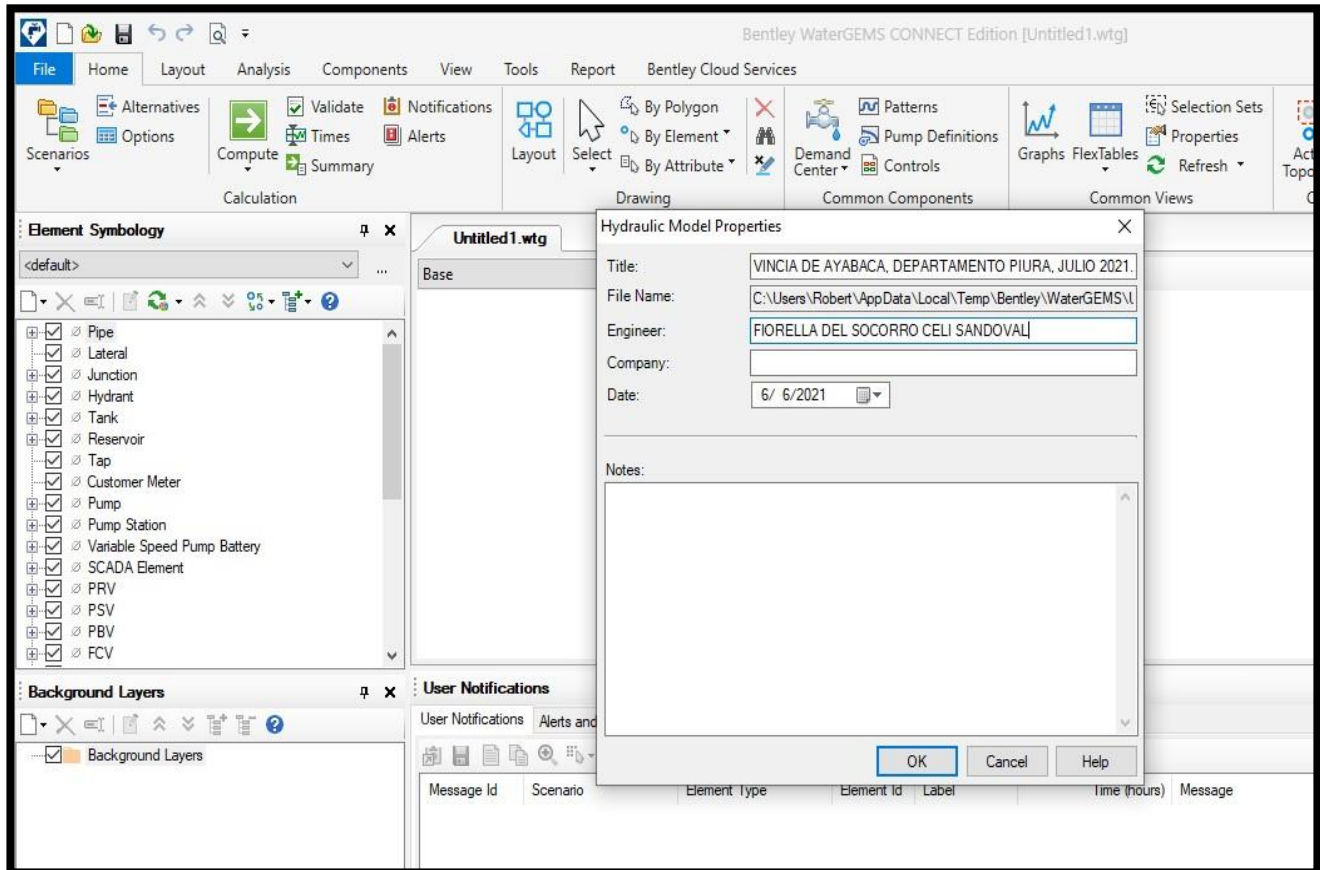 Bentley WaterGEMS CONNECT Edition [Untitled1.wtg]
File Home Layout Analysis Components View Tools Report Bentley Cloud Services
Scenarios
Alternatives
Options
Compute
Validate
Times
Summary
Notifications
Alerts
Calculation
Layout
Select
By Polygon
By Element
By Attribute
Drawing
Demand
Center
Patterns
Pump Definitions
Controls
Common Components
Graphs
FlexTables
Selection Sets
Properties
Refresh
Common Views
Element Symbology
<default>
...
Pipe
Lateral
Junction
Hydrant
Tank
Reservoir
Tap
Customer Meter
Pump
Pump Station
Variable Speed Pump Battery
SCADA Element
PRV
PSV
PBV
FCV
Background Layers
Background Layers
Untitled1.wtg
Base
Hydraulic Model Properties
Title: VINCIA DE AYABACA, DEPARTAMENTO PIURA, JULIO 2021.
File Name: C:\Users\Robert\AppData\Local\Temp\Bentley\WaterGEMS\
Engineer: FIORELLA DEL SOCORRO CELI SANDOVAL
Company:
Date: 6/ 6/2021
Notes:
OK Cancel Help
User Notifications
User Notifications Alerts and
Message Id Scenario Element Type Element Id Label Time (hours) Message